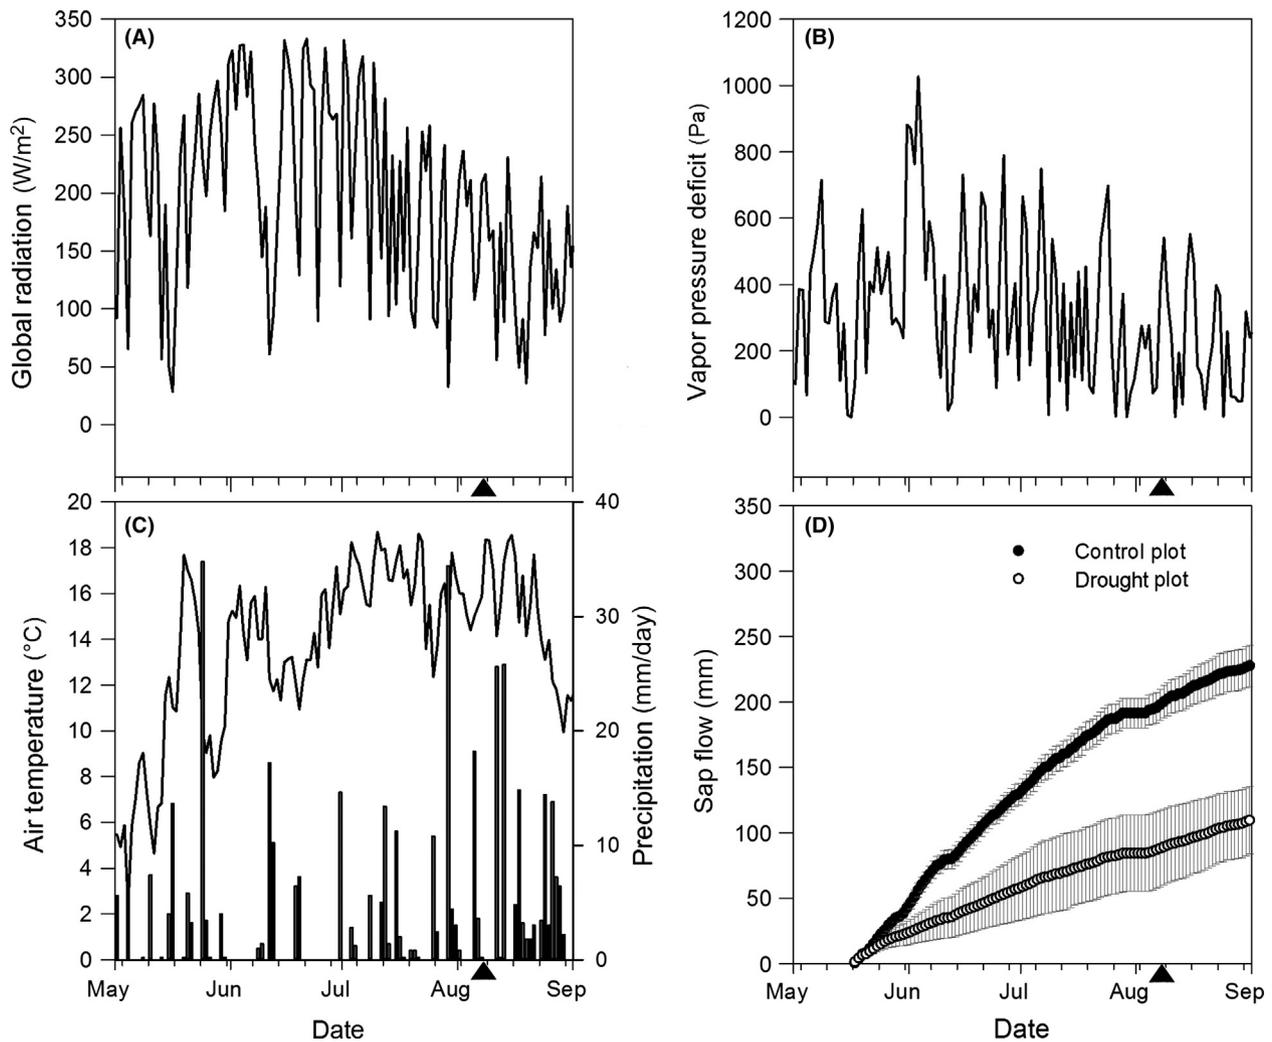 (A)
350
300
250
200
150
100
50
0
Global radiation (W/m²)
(B)
1200
1000
800
600
400
200
0
Vapor pressure deficit (Pa)
(C)
20
18
16
14
12
10
8
6
4
2
0
Air temperature (°C)
40
30
20
10
0
Precipitation (mm/day)
May Jun Jul Aug Sep
Date
(D)
350
300
250
200
150
100
50
0
Sap flow (mm)
Control plot
Drought plot
May Jun Jul Aug Sep
Date